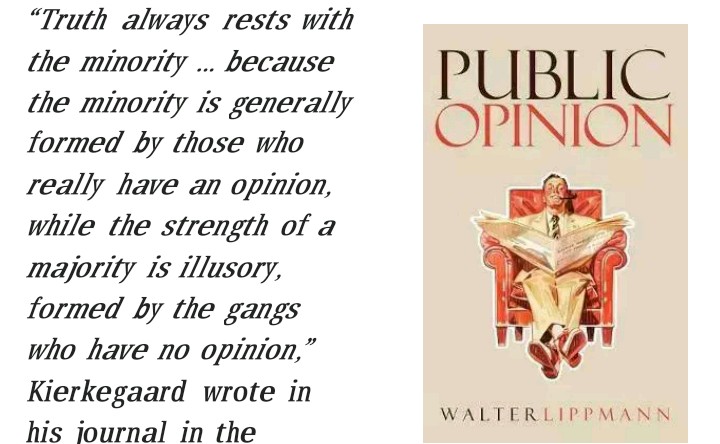 “Truth always rests with
the minority ... because
the minority is generally
formed by those who
really have an opinion,
while the strength of a
majority is illusory,
formed by the gangs
who have no opinion,”
Kierkegaard wrote in
his journal in the
PUBLIC
OPINION
WALTERLIPPMANN